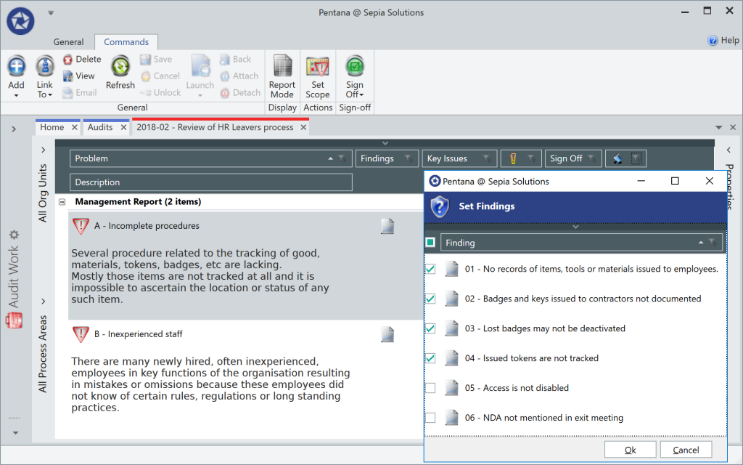 Pentana @ Sepia Solutions
General
Commands
Help
Add
Link
To
Delete
View
Email
Refresh
Save
Cancel
Unlock
Launch
Back
Attach
Detach
Report
Mode
Set
Scope
Sign
Off
General
Display
Actions
Sign-off
Home ×
Audits ×
2018-02 - Review of HR Leavers process ×
Audit Work
All Org Units
All Process Areas
Properties
Problem
Findings
Key Issues
Sign Off
Description
Management Report (2 items)
A - Incomplete procedures
Several procedure related to the tracking of good,
materials, tokens, badges, etc are lacking.
Mostly those items are not tracked at all and it is
impossible to ascertain the location or status of any
such item.
B - Inexperienced staff
There are many newly hired, often inexperienced,
employees in key functions of the organisation resulting
in mistakes or omissions because these employees did
not know of certain rules, regulations or long standing
practices.
Pentana @ Sepia Solutions
Set Findings
Finding
01 - No records of items, tools or materials issued to employees.
02 - Badges and keys issued to contractors not documented
03 - Lost badges may not be deactivated
04 - Issued tokens are not tracked
05 - Access is not disabled
06 - NDA not mentioned in exit meeting
Ok
Cancel